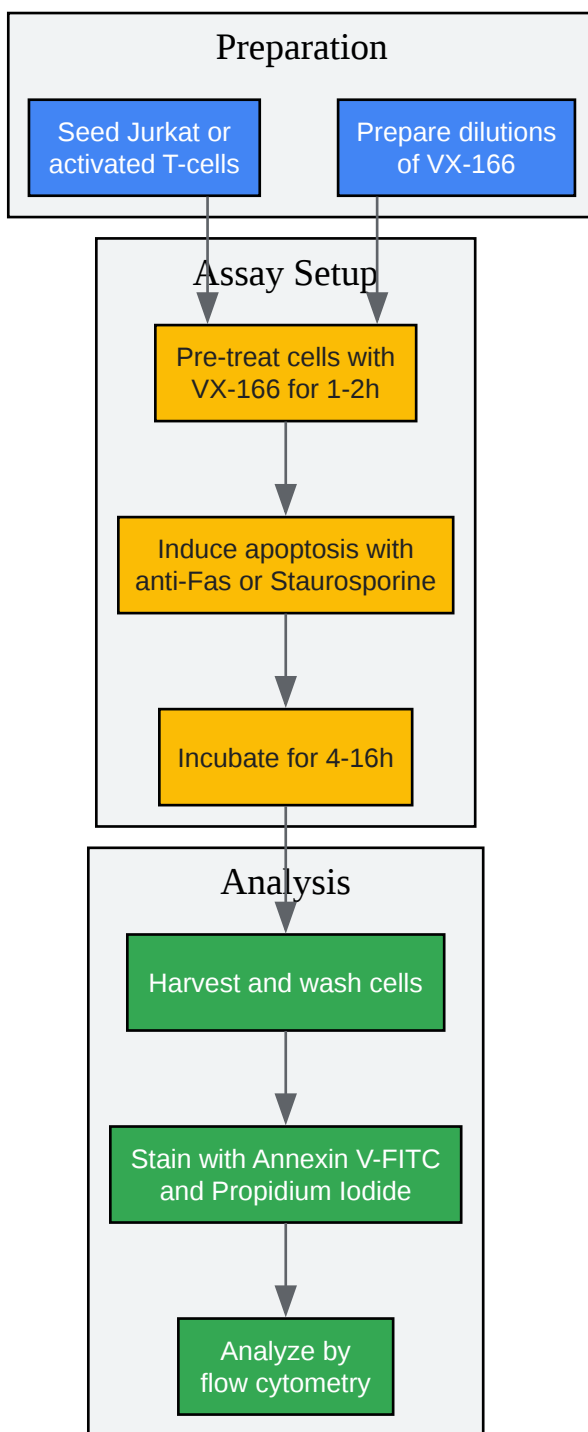 Preparation
Seed Jurkat or
activated T-cells
Prepare dilutions
of VX-166
Assay Setup
Pre-treat cells with
VX-166 for 1-2h
Induce apoptosis with
anti-Fas or Staurosporine
Incubate for 4-16h
Analysis
Harvest and wash cells
Stain with Annexin V-FITC
and Propidium Iodide
Analyze by
flow cytometry